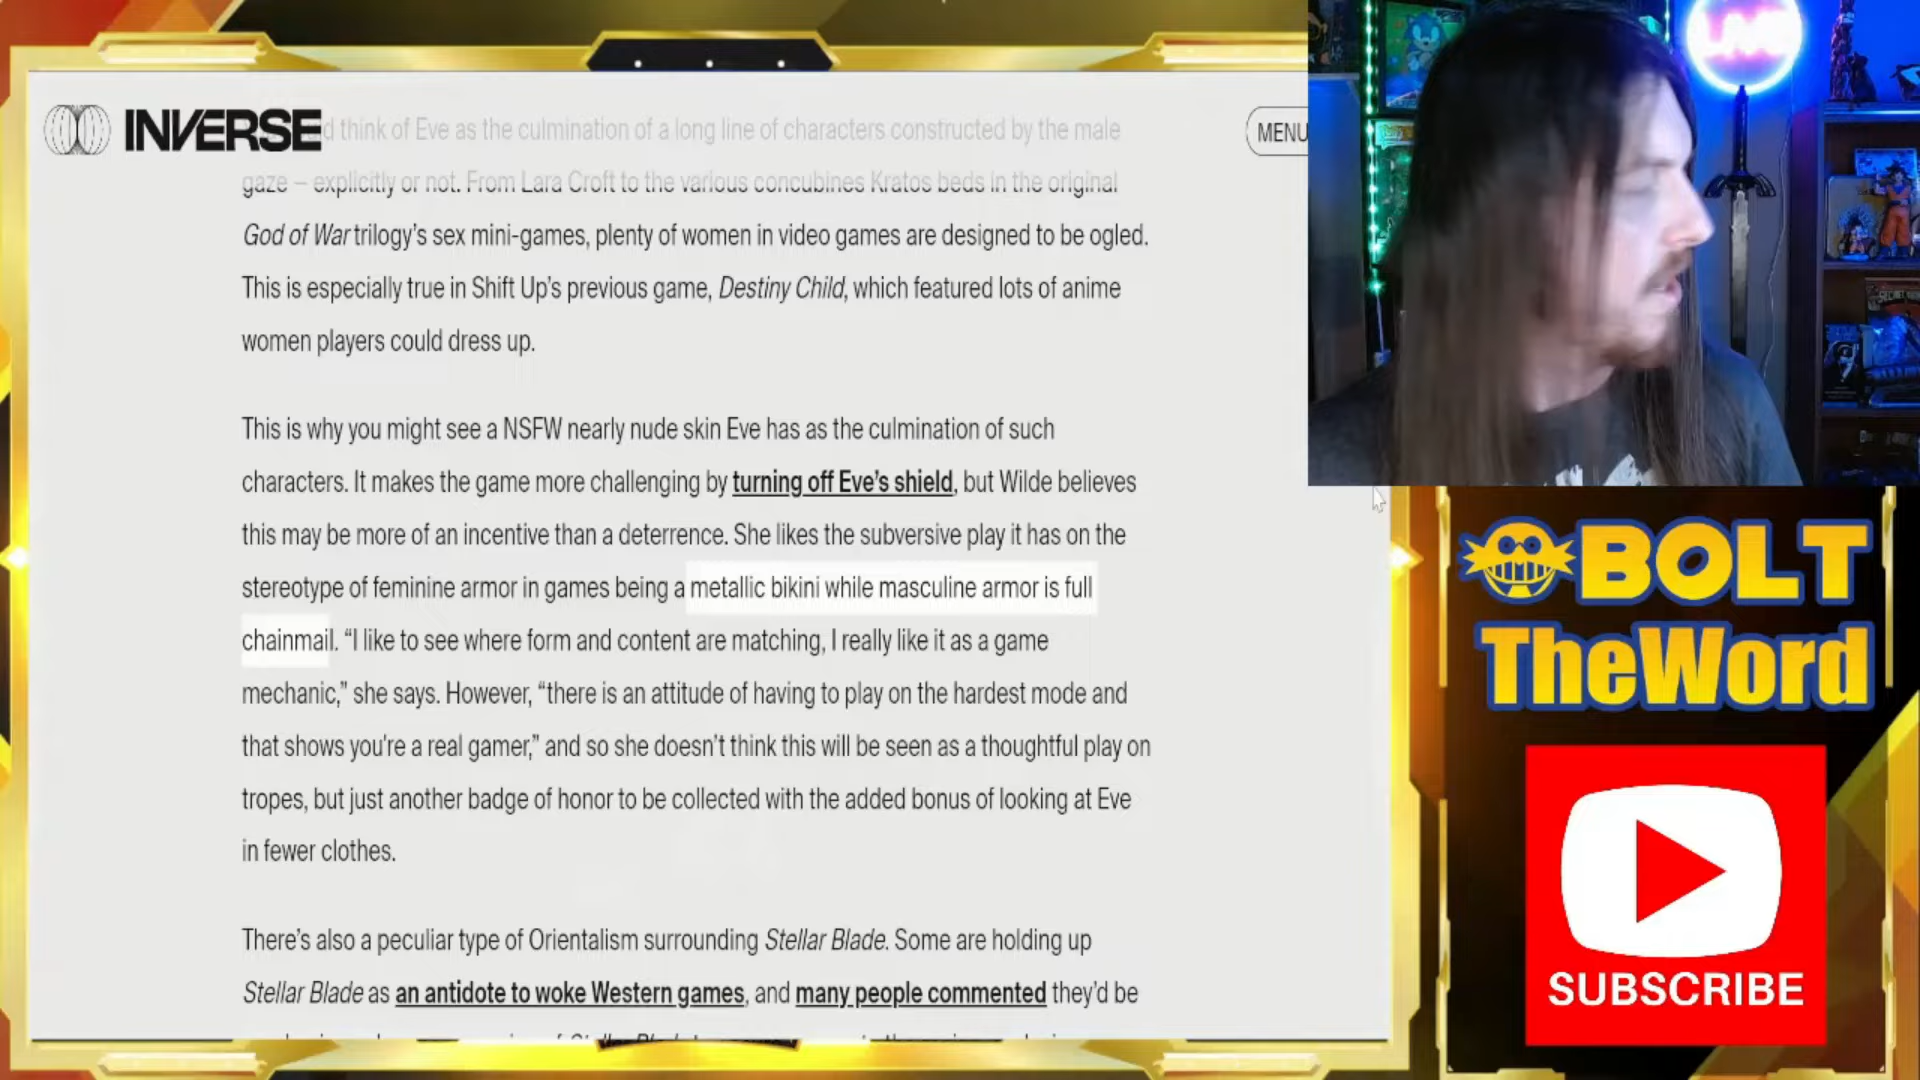 INVERSE
d think of Eve as the culmination of a long line of characters constructed by the male
MENU
gaze – explicitly or not. From Lara Croft to the various concubines Kratos beds in the original
God of War trilogy's sex mini-games, plenty of women in video games are designed to be ogled.
This is especially true in Shift Up's previous game, Destiny Child, which featured lots of anime
women players could dress up.
This is why you might see a NSFW nearly nude skin Eve has as the culmination of such
characters. It makes the game more challenging by turning off Eve's shield, but Wilde believes
this may be more of an incentive than a deterrence. She likes the subversive play it has on the
stereotype of feminine armor in games being a metallic bikini while masculine armor is full
chainmail. “I like to see where form and content are matching, I really like it as a game
mechanic,” she says. However, “there is an attitude of having to play on the hardest mode and
that shows you're a real gamer,” and so she doesn't think this will be seen as a thoughtful play on
tropes, but just another badge of honor to be collected with the added bonus of looking at Eve
in fewer clothes.
There's also a peculiar type of Orientalism surrounding Stellar Blade. Some are holding up
Stellar Blade as an antidote to woke Western games, and many people commented they'd be
LIVE
BOLT
TheWord
SUBSCRIBE